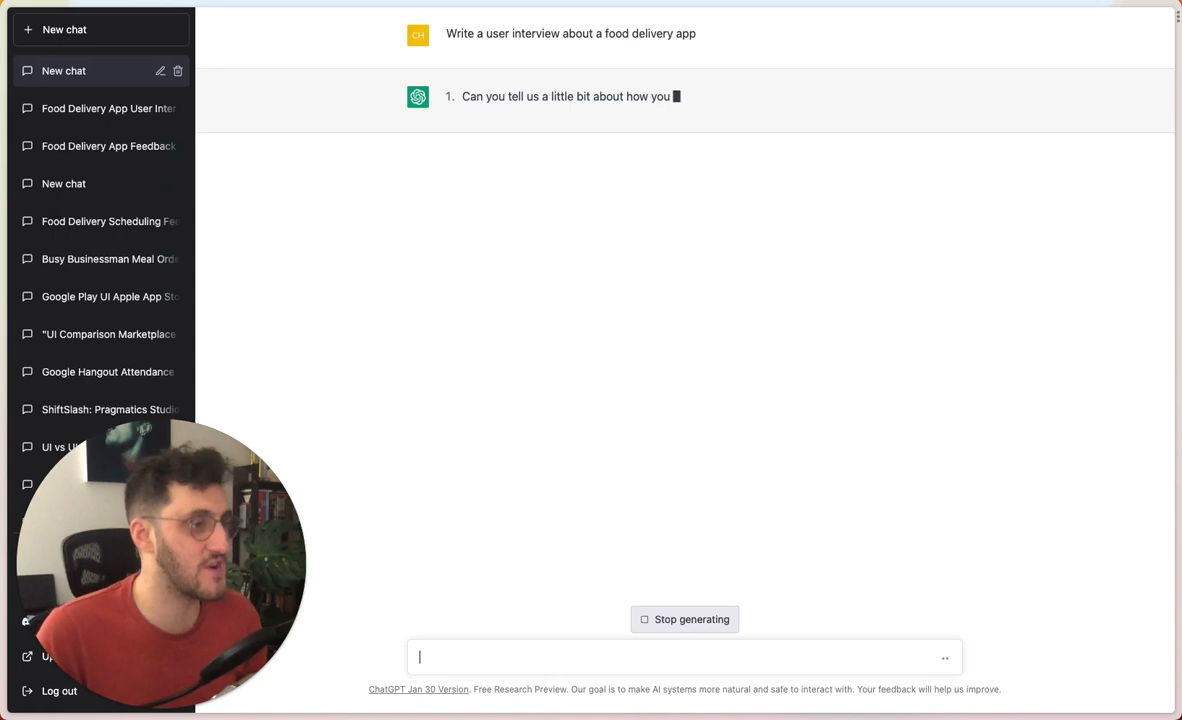 New chat
New chat
Food Delivery App User Inter
Food Delivery App Feedback
New chat
Food Delivery Scheduling Fee
Busy Businessman Meal Orde
Google Play UI Apple App Sto
"UI Comparison Marketplace
Google Hangout Attendance
ShiftSlash: Pragmatics Studio
UI vs
Log out
CH
Write a user interview about a food delivery app
1. Can you tell us a little bit about how you
Stop generating
ChatGPT Jan 30 Version. Free Research Preview. Our goal is to make AI systems more natural and safe to interact with. Your feedback will help us improve.